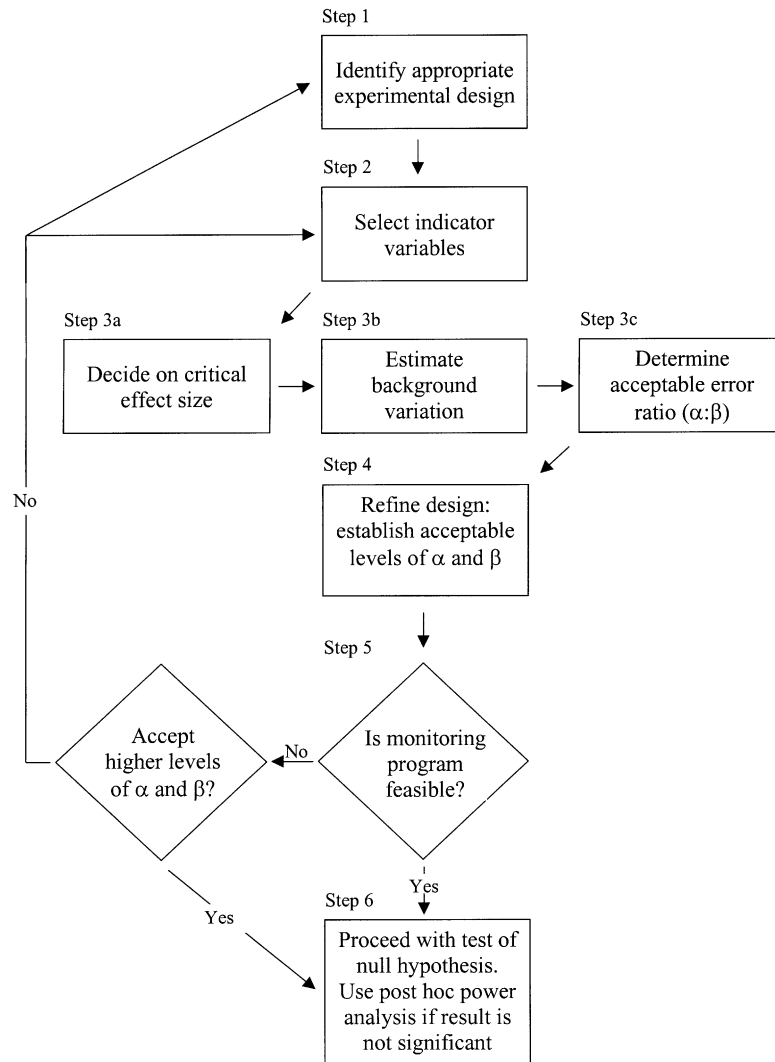 Step 1
Identify appropriate
experimental design
Step 2
Select indicator
variables
Step 3a
Decide on critical
effect size
Step 3b
Estimate
background
variation
Step 3c
Determine
acceptable error
ratio (α:β)
Step 4
Refine design:
establish acceptable
levels of α and β
No
Step 5
Is monitoring
program
feasible?
No
Accept
higher levels
of α and β?
Yes
Yes
Step 6
Proceed with test of
null hypothesis.
Use post hoc power
analysis if result is
not significant